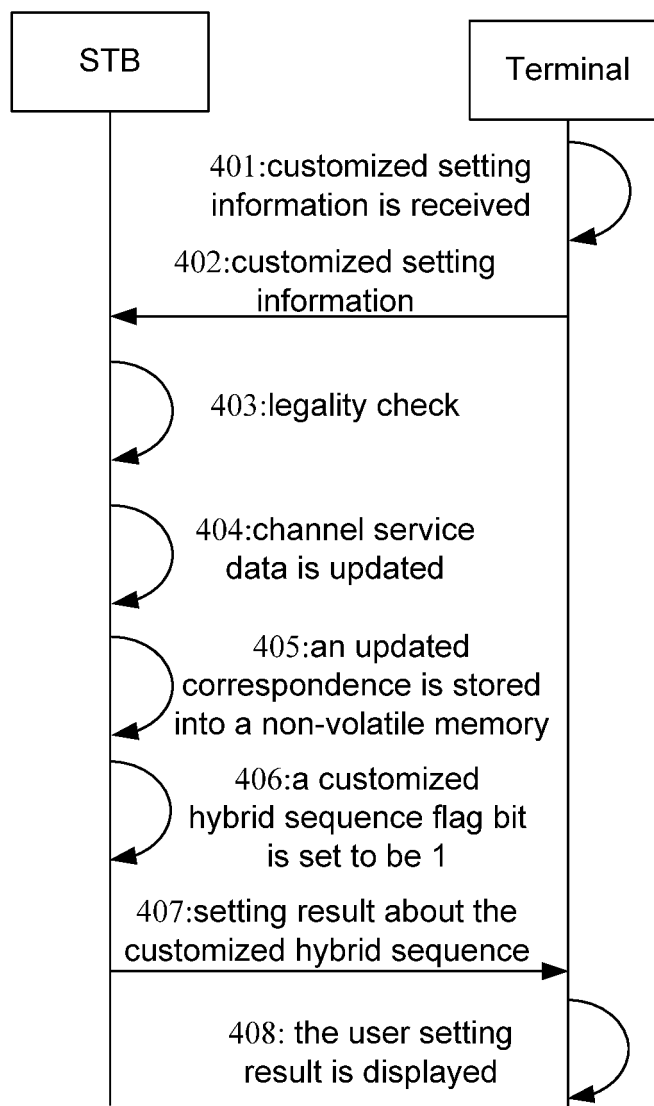 STB
Terminal
401:customized setting
information is received
402:customized setting
information
403:legality check
404:channel service
data is updated
405:an updated
correspondence is stored
into a non-volatile memory
406:a customized
hybrid sequence flag bit
is set to be 1
407:setting result about the
customized hybrid sequence
408: the user setting
result is displayed